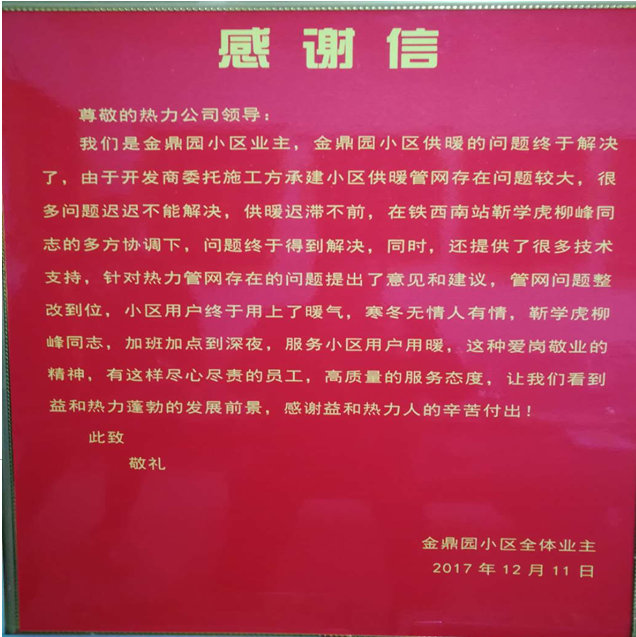 感谢信
尊敬的热力公司领导：
我们是金鼎园小区业主，金鼎园小区供暖的问题终于解决
了，由于开发商委托施工方承建小区供暖管网存在问题较大，很
多问题迟迟不能解决，供暖迟滞不前，在铁西南站靳学虎柳峰同
志的多方协调下，问题终于得到解决，同时，还提供了很多技术
支持，针对热力管网存在的问题提出了意见和建议，管网问题整
改到位，小区用户终于用上了暖气，寒冬无情人有情，靳学虎柳
峰同志，加班加点到深夜，服务小区用户用暖，这种爱岗敬业的
精神，有这样尽心尽责的员工，高质量的服务态度，让我们看到
益和热力蓬勃的发展前景，感谢益和热力人的辛苦付出！
此致
敬礼
金鼎园小区全体业主
2017年12月11日